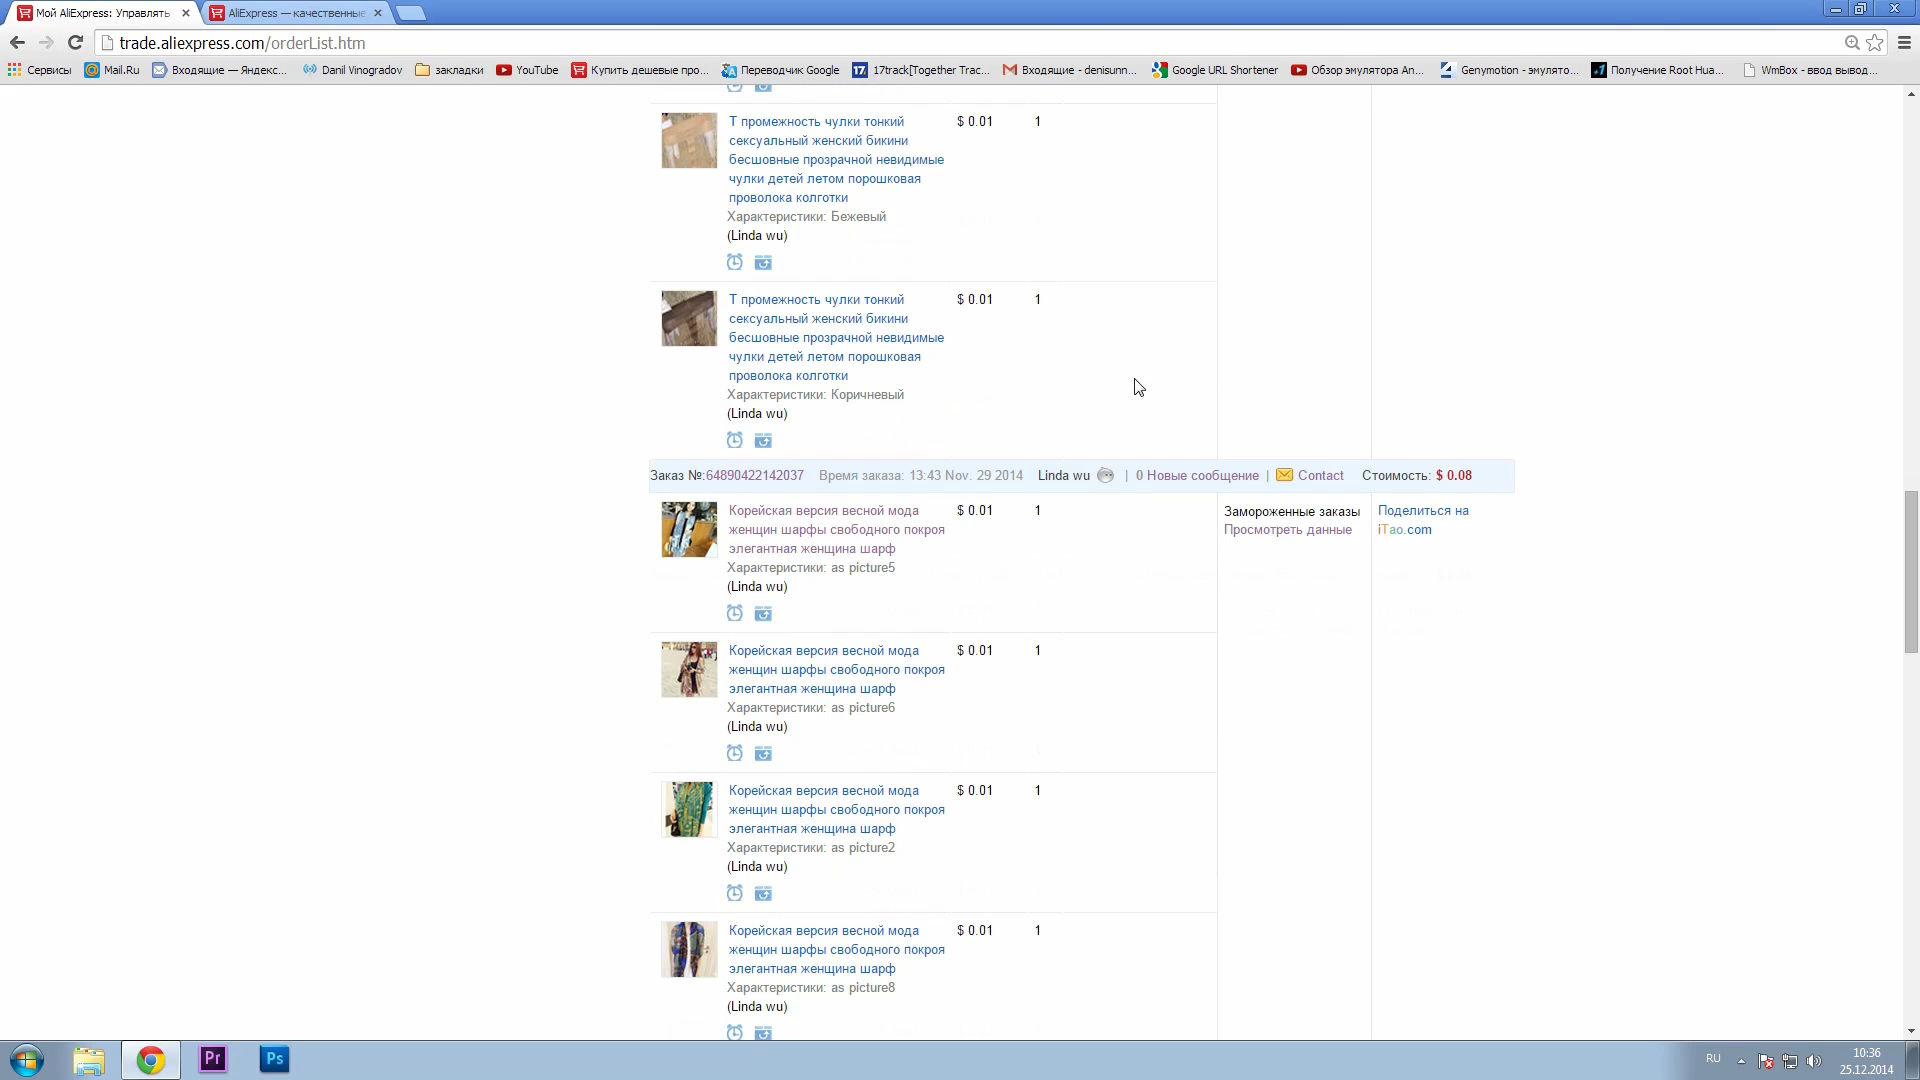 Мой AliExpress: Управлять
AliExpress — качественные
trade.aliexpress.com/orderList.htm
Сервисы
Mail.Ru
Входящие — Яндекс...
Danil Vinogradov
закладки
YouTube
Купить дешевые про...
Переводчик Google
17track[Together Trac...
Входящие - denisunn...
Google URL Shortener
Обзор эмулятора An...
Genymotion - эмулято...
Получение Root Hua...
WmBox - ввод вывод...
Т промежность чулки тонкий $ 0.01 1
сексуальный женский бикини
бесшовные прозрачной невидимые
чулки детей летом порошковая
проволока колготки
Характеристики: Бежевый
(Linda wu)
Т промежность чулки тонкий $ 0.01 1
сексуальный женский бикини
бесшовные прозрачной невидимые
чулки детей летом порошковая
проволока колготки
Характеристики: Коричневый
(Linda wu)
Заказ №:64890422142037 Время заказа: 13:43 Nov. 29 2014 Linda wu | 0 Новые сообщение | Contact Стоимость: $ 0.08
Корейская версия весной мода $ 0.01 1
женщин шарфы свободного покроя
элегантная женщина шарф
Характеристики: as picture5
(Linda wu)
Замороженные заказы
Просмотреть данные
Поделиться на
iTao.com
Корейская версия весной мода $ 0.01 1
женщин шарфы свободного покроя
элегантная женщина шарф
Характеристики: as picture6
(Linda wu)
Корейская версия весной мода $ 0.01 1
женщин шарфы свободного покроя
элегантная женщина шарф
Характеристики: as picture2
(Linda wu)
Корейская версия весной мода $ 0.01 1
женщин шарфы свободного покроя
элегантная женщина шарф
Характеристики: as picture8
(Linda wu)
Pr
Ps
RU
10:36
25.12.2014